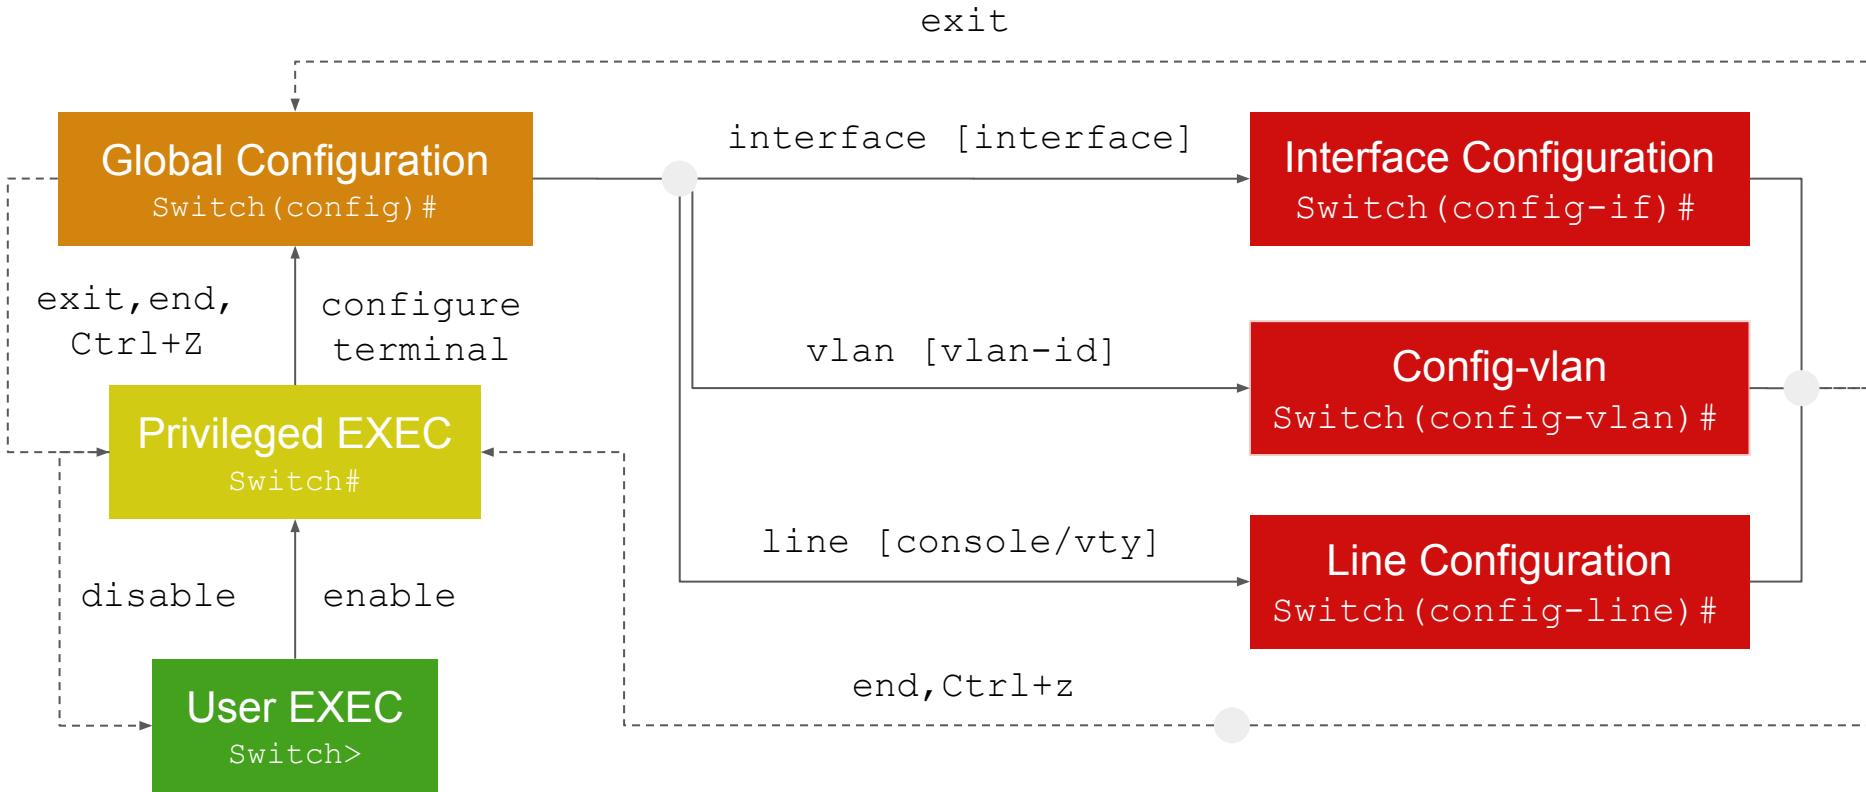 exit
Global Configuration
Switch(config)#
interface [interface]
Interface Configuration
Switch(config-if)#
exit,end,
Ctrl+Z
configure
terminal
vlan [vlan-id]
Config-vlan
Switch(config-vlan)#
Privileged EXEC
Switch#
line [console/vty]
Line Configuration
Switch(config-line)#
disable
enable
end,Ctrl+z
User EXEC
Switch>